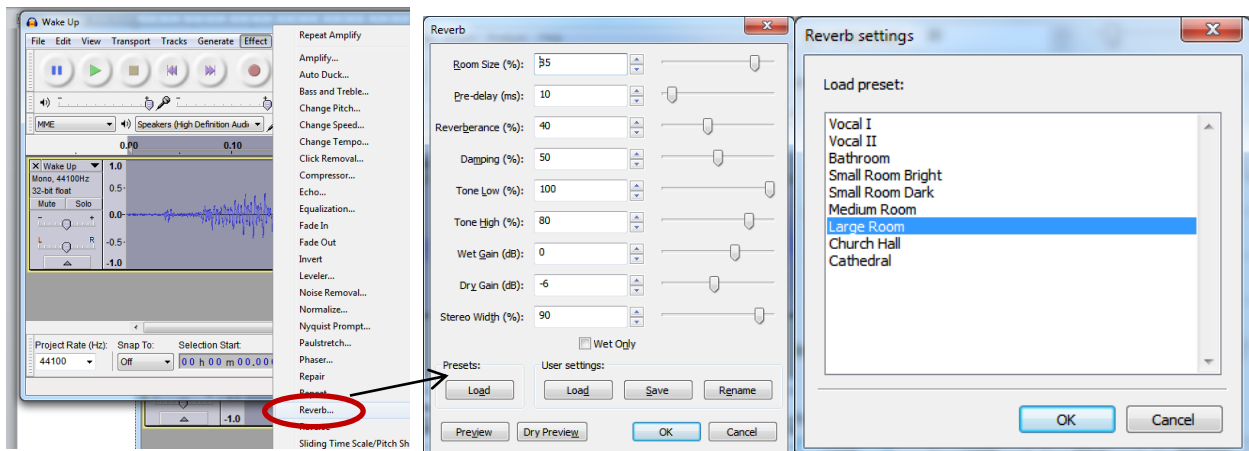 Wake Up
File Edit View Transport Tracks Generate Effect
MME
Speakers (High Definition Audi
0.00 0.10
Wake Up
Mono, 44100Hz
32-bit float
Mute Solo
- +
L R
1.0
0.5
0.0
-0.5
-1.0
Project Rate (Hz): Snap To: Selection Start:
44100 Off 00 h 00 m 00.00
-1.0
Repeat Amplify
Amplify...
Auto Duck...
Bass and Treble...
Change Pitch...
Change Speed...
Change Tempo...
Click Removal...
Compressor...
Echo...
Equalization...
Fade In
Fade Out
Invert
Leveler...
Noise Removal...
Normalize...
Nyquist Prompt...
Paulstretch...
Phaser...
Repair
Repeat...
Reverb...
Reverse
Sliding Time Scale/Pitch Sh
Reverb
Room Size (%): 85
Pre-delay (ms): 10
Reverberance (%): 40
Damping (%): 50
Tone Low (%): 100
Tone High (%): 80
Wet Gain (dB): 0
Dry Gain (dB): -6
Stereo Width (%): 90
Wet Only
Presets: User settings:
Load Load Save Rename
Preview Dry Preview OK Cancel
Reverb settings
Load preset:
Vocal I
Vocal II
Bathroom
Small Room Bright
Small Room Dark
Medium Room
Large Room
Church Hall
Cathedral
OK Cancel